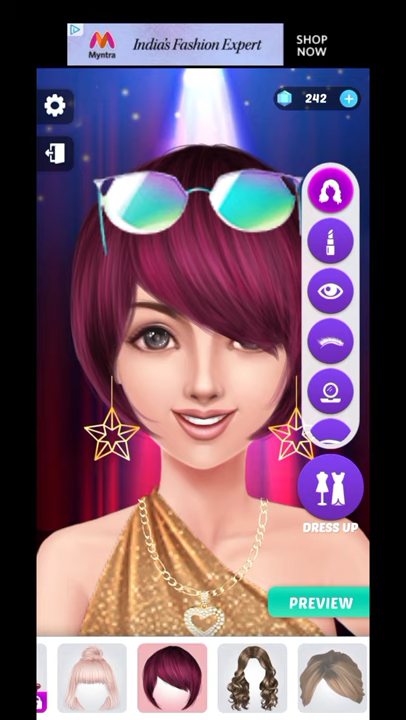 Myntra
India's Fashion Expert
SHOP
NOW
242
DRESS UP
PREVIEW